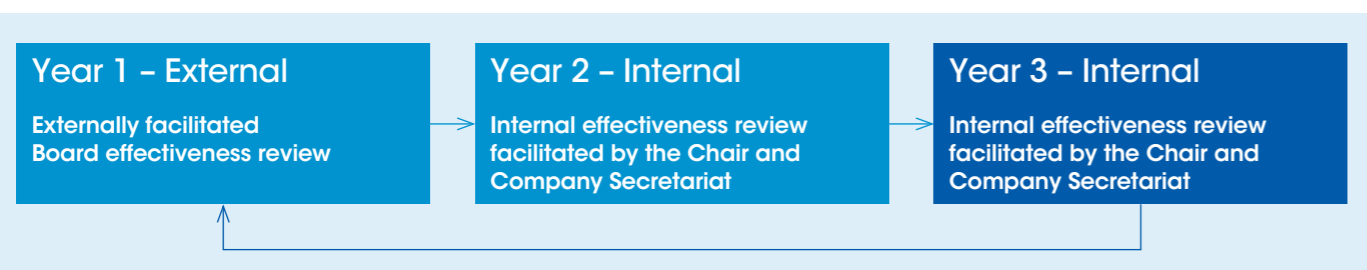 Year 1 – External
Externally facilitated
Board effectiveness review
Year 2 – Internal
Internal effectiveness review
facilitated by the Chair and
Company Secretariat
Year 3 – Internal
Internal effectiveness review
facilitated by the Chair and
Company Secretariat